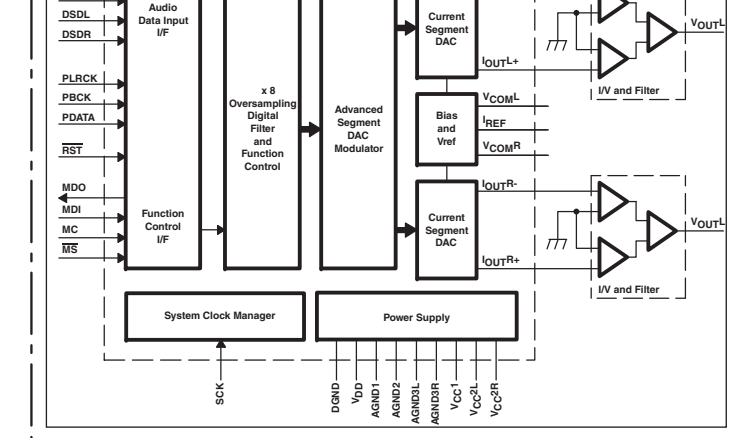 Audio
Data Input
I/F
DSDL
DSDR
PLRCK
PBCK
PDATA
RST
MDO
MDI
MC
MS
Function
Control
I/F
x 8
Oversampling
Digital
Filter
and
Function
Control
Advanced
Segment
DAC
Modulator
Current
Segment
DAC
IOUTL+
Bias
and
Vref
VCOML
IREF
VCOMR
IOUTR-
Current
Segment
DAC
IOUTR+
VOUTL
I/V and Filter
VOUTL
I/V and Filter
System Clock Manager
Power Supply
SCK
DGND
VDD
AGND1
AGND2
AGND3L
AGND3R
VCC1
VCC2L
VCC2R